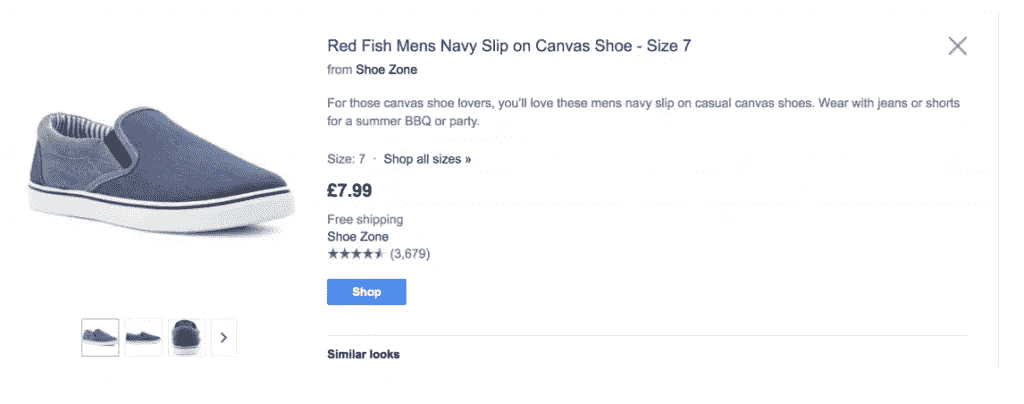 Red Fish Mens Navy Slip on Canvas Shoe - Size 7
from Shoe Zone
For those canvas shoe lovers, you'll love these mens navy slip on casual canvas shoes. Wear with jeans or shorts
for a summer BBQ or party.
Size: 7 · Shop all sizes »
£7.99
Free shipping
Shoe Zone
★★★★★ (3,679)
Shop
Similar looks